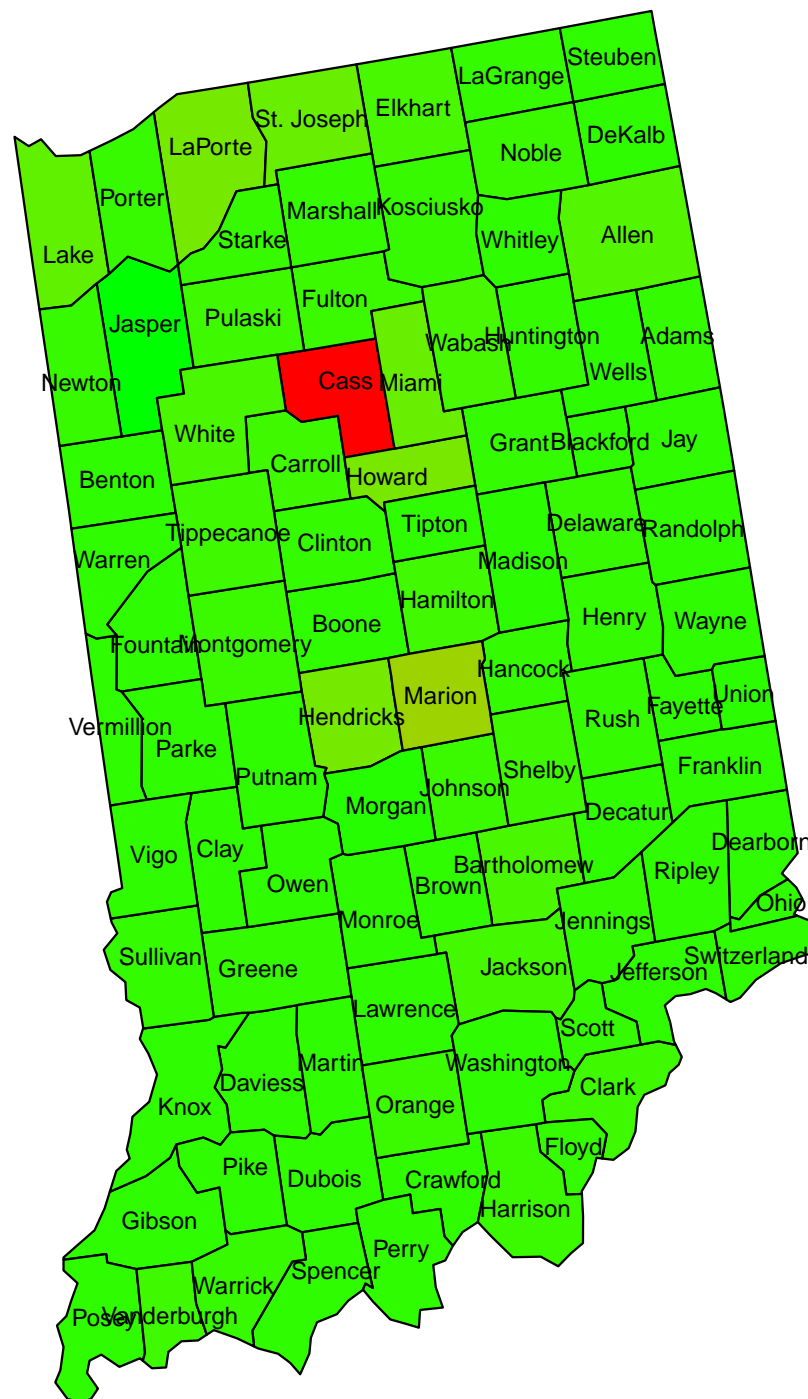 Steuben
LaGrange
Elkhart
St. Joseph
LaPorte
DeKalb
Noble
Porter
Kosciusko
Marshall
Starke
Whitley
Allen
Lake
Fulton
Pulaski
Jasper
Huntington
Wabash
Adams
Wells
Cass
Miami
Newton
White
Jay
Blackford
Grant
Carroll
Howard
Benton
Tipton
Delaware
Randolph
Tippecanoe
Clinton
Madison
Warren
Hamilton
Henry
Wayne
Boone
Montgomery
Fountain
Hancock
Marion
Union
Fayette
Hendricks
Rush
Vermillion
Parke
Franklin
Shelby
Putnam
Johnson
Morgan
Decatur
Dearborn
Clay
Vigo
Bartholomew
Ripley
Owen
Brown
Ohio
Monroe
Jennings
Sullivan
Switzerland
Greene
Jackson
Jefferson
Lawrence
Scott
Martin
Washington
Daviess
Clark
Knox
Orange
Floyd
Pike
Dubois
Crawford
Harrison
Gibson
Perry
Spencer
Warrick
Vanderburgh
Posey